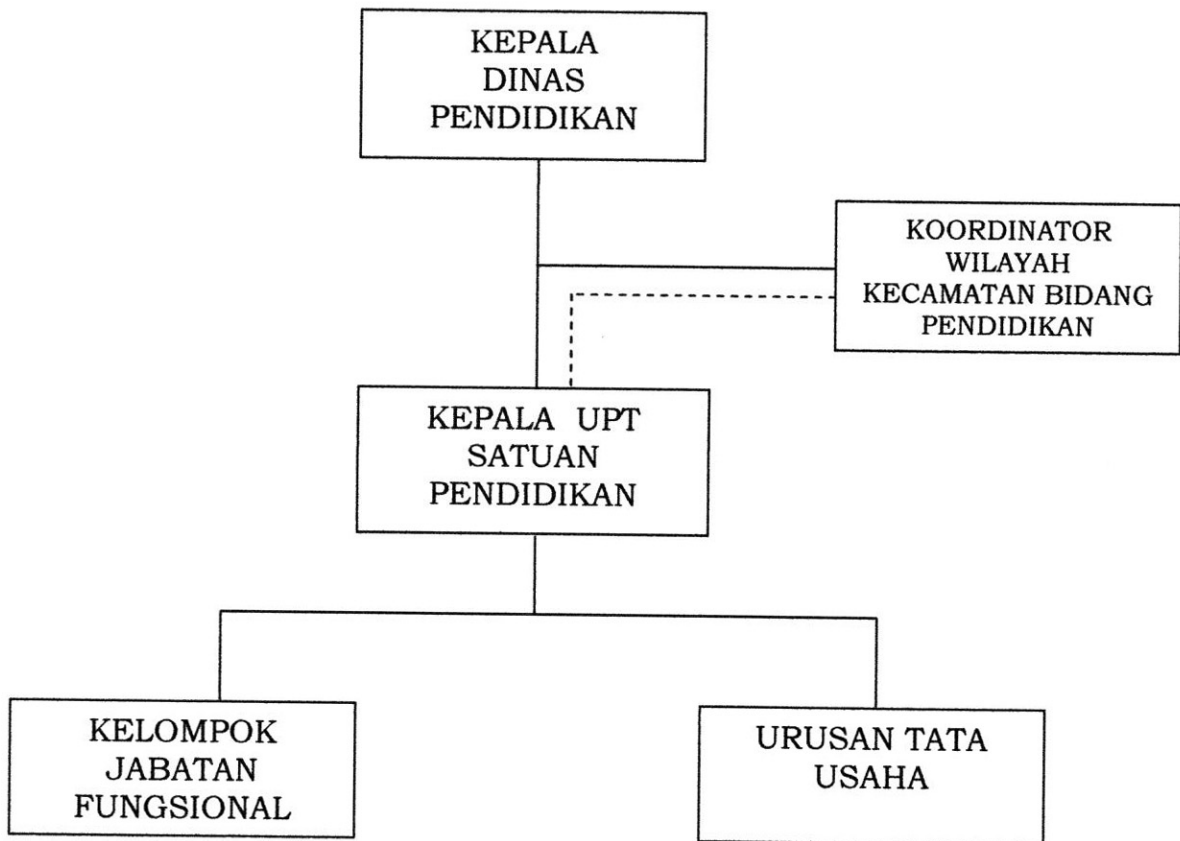 KEPALA
DINAS
PENDIDIKAN
KOORDINATOR
WILAYAH
KECAMATAN BIDANG
PENDIDIKAN
KEPALA UPT
SATUAN
PENDIDIKAN
KELOMPOK
JABATAN
FUNGSIONAL
URUSAN TATA
USAHA